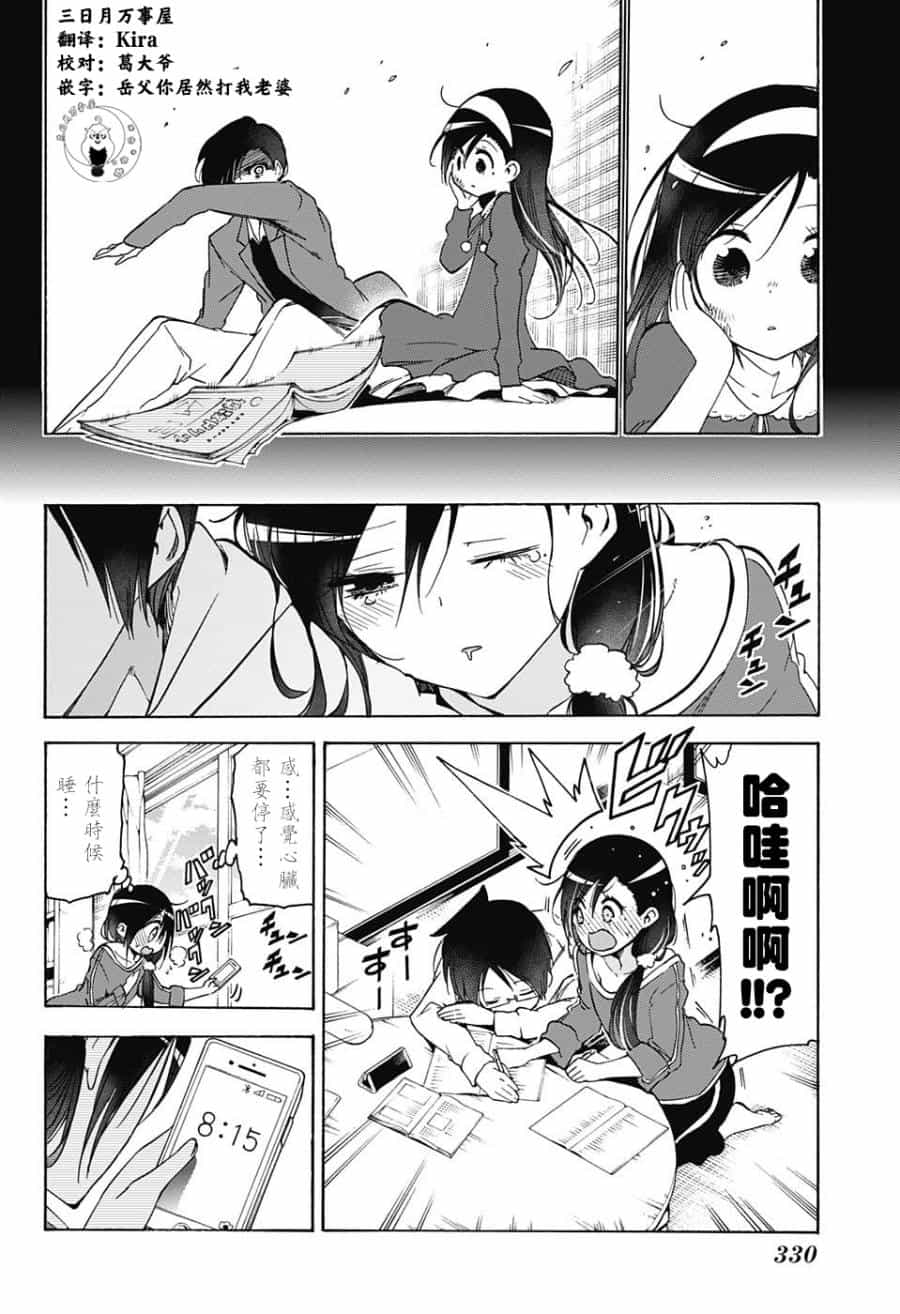 三日月万事屋
翻译：Kira
校对：葛大爷
嵌字：岳父你居然打我老婆
チュン
チュン
哈哇啊啊!!?
ビクゥッ
すー
すー
感…感覺心臟
都要停了…
什麼時候
睡…
バクッ
バクッ
バクッ
チュン
チュン
8:15
330